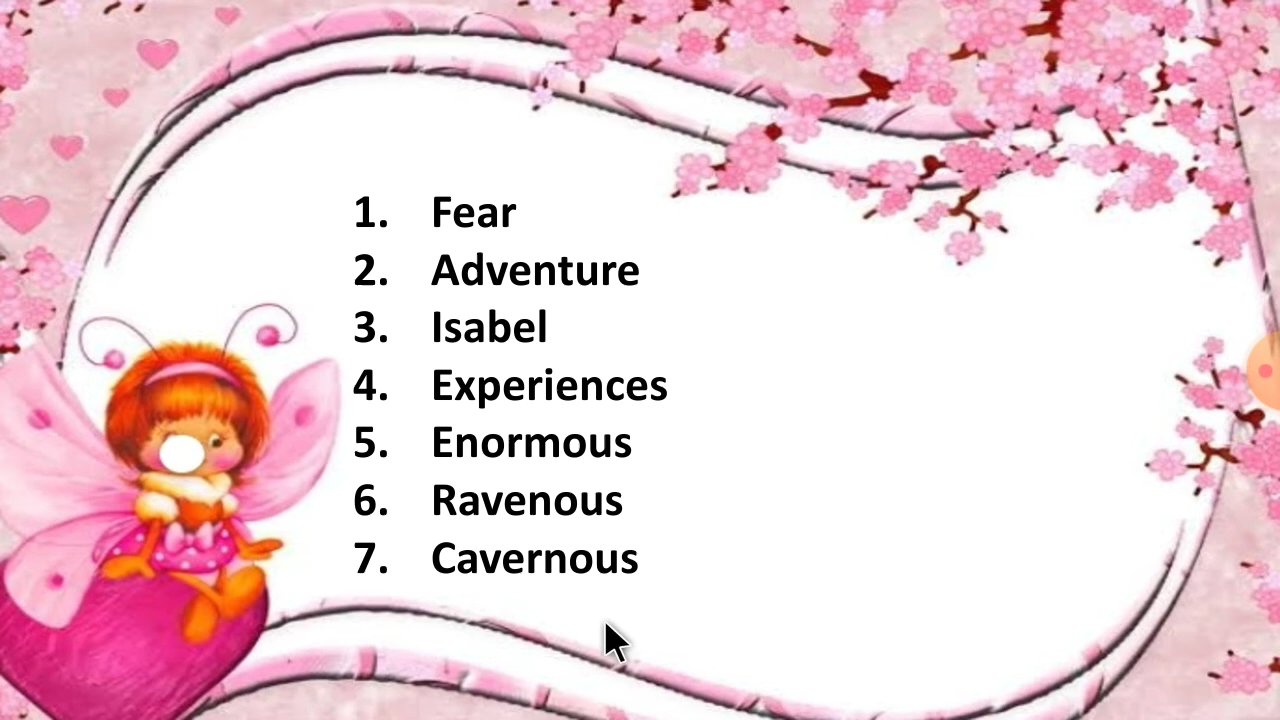 1. Fear
2. Adventure
3. Isabel
4. Experiences
5. Enormous
6. Ravenous
7. Cavernous